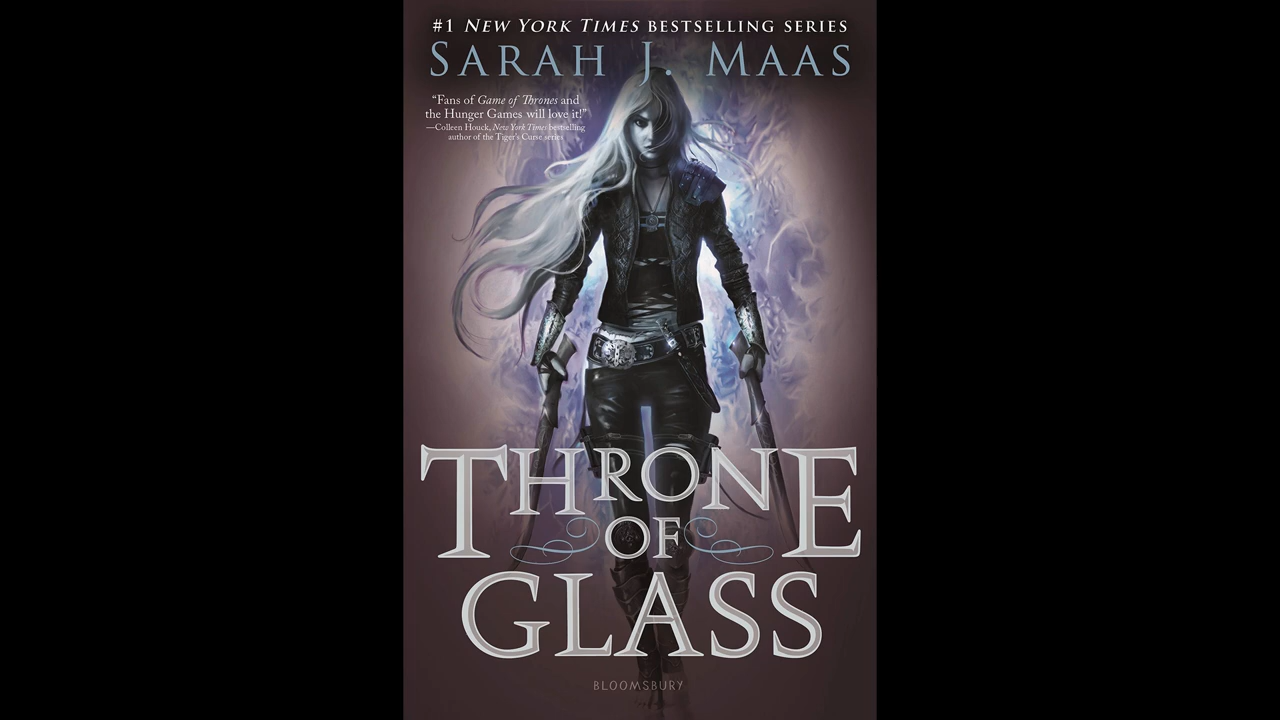 #1 NEW YORK TIMES BESTSELLING SERIES
SARAH J. MAAS
“Fans of Game of Thrones and
the Hunger Games will love it!”
—Colleen Houck, New York Times bestselling
author of the Tiger's Curse series
THRONE
OF
GLASS
BLOOMSBURY